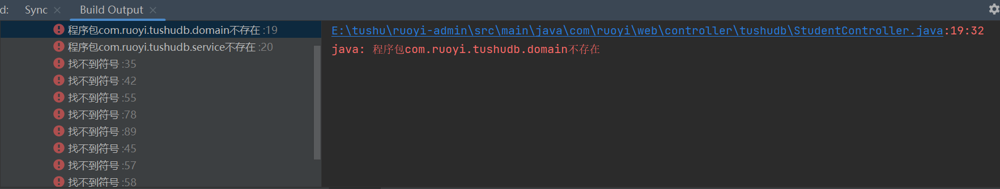 d: Sync Build Output
程序包com.ruoyi.tushudb.domain不存在 :19
程序包com.ruoyi.tushudb.service不存在 :20
找不到符号 :35
找不到符号 :42
找不到符号 :55
找不到符号 :78
找不到符号 :89
找不到符号 :45
找不到符号 :57
找不到符号 :58
E:\tushu\ruoyi-admin\src\main\java\com\ruoyi\web\controller\tushudb\StudentController.java:19:32
java: 程序包com.ruoyi.tushudb.domain不存在